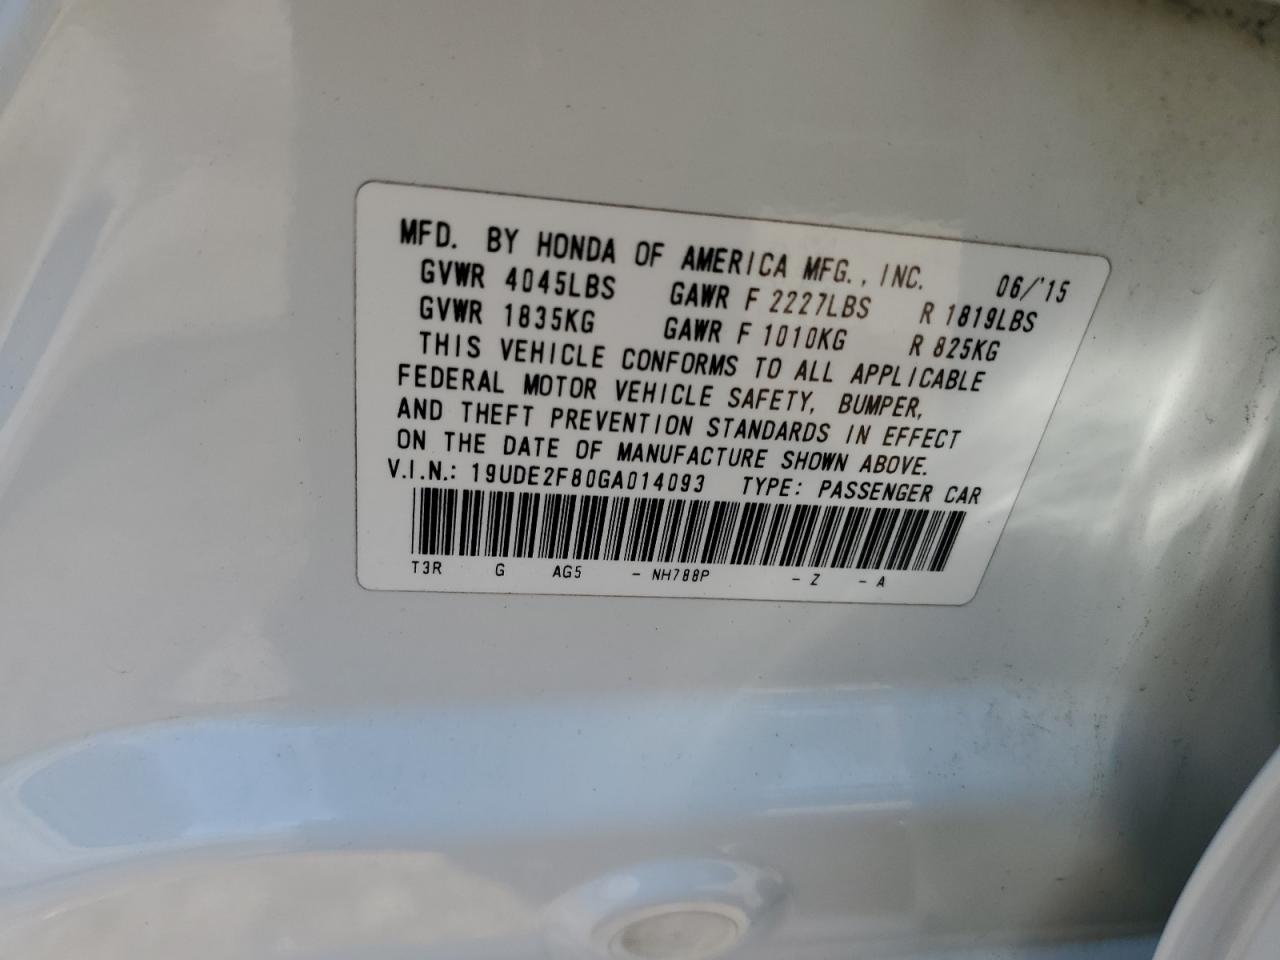 MFD. BY HONDA OF AMERICA MFG., INC. 06/'15
GVWR 4045LBS GAWR F 2227LBS R 1819LBS
GVWR 1835KG GAWR F 1010KG R 825KG
THIS VEHICLE CONFORMS TO ALL APPLICABLE
FEDERAL MOTOR VEHICLE SAFETY, BUMPER,
AND THEFT PREVENTION STANDARDS IN EFFECT
ON THE DATE OF MANUFACTURE SHOWN ABOVE.
V.I.N.: 19UDE2F80GA014093 TYPE: PASSENGER CAR
T3R G AG5 - NH788P - Z - A